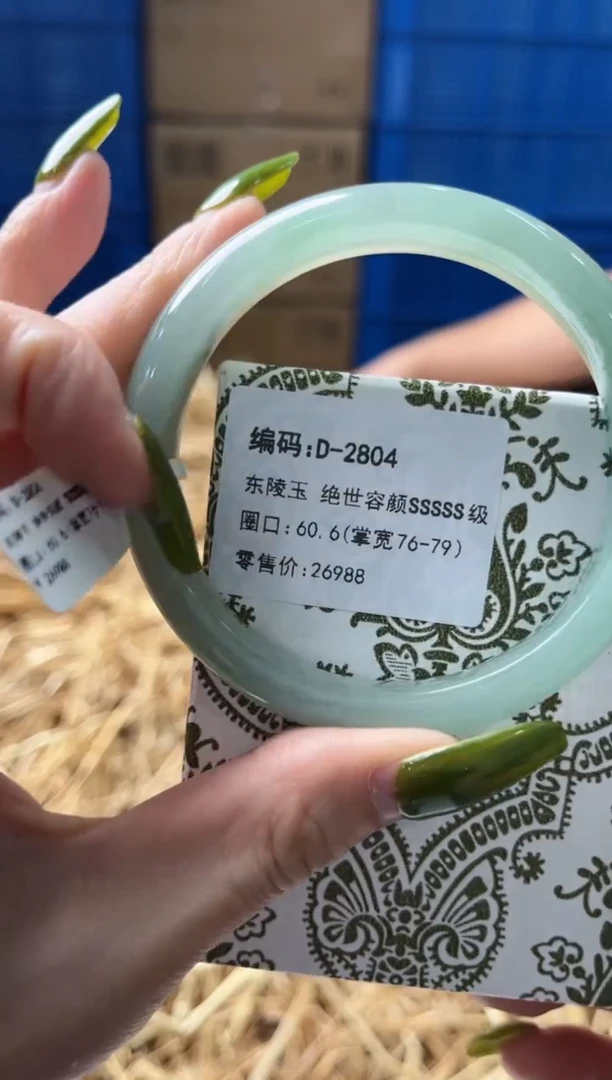 编码:D-2804
东陵玉 绝世容颜SSSSS级
圈口:60.6(掌宽76-79)
零售价:26988